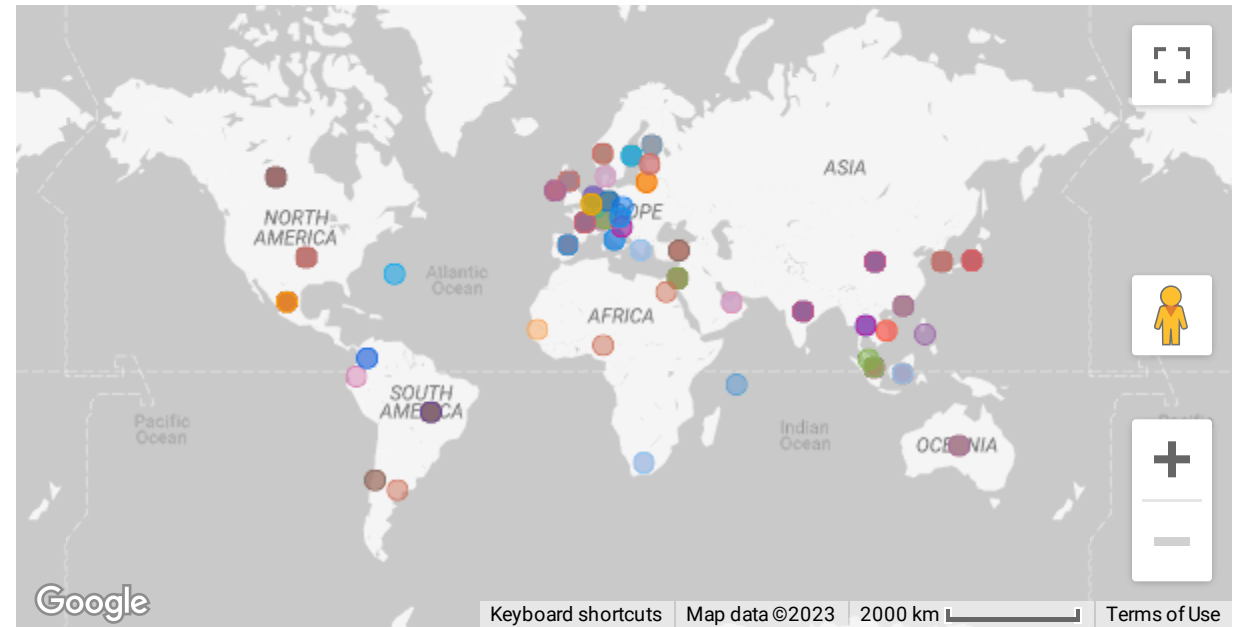 ASIA
NORTH
AMERICA
Atlantic
Ocean
AFRICA
SOUTH
Pacific
Ocean
Indian
Ocean
Google
Keyboard shortcuts
Map data ©2023
2000 km
Terms of Use